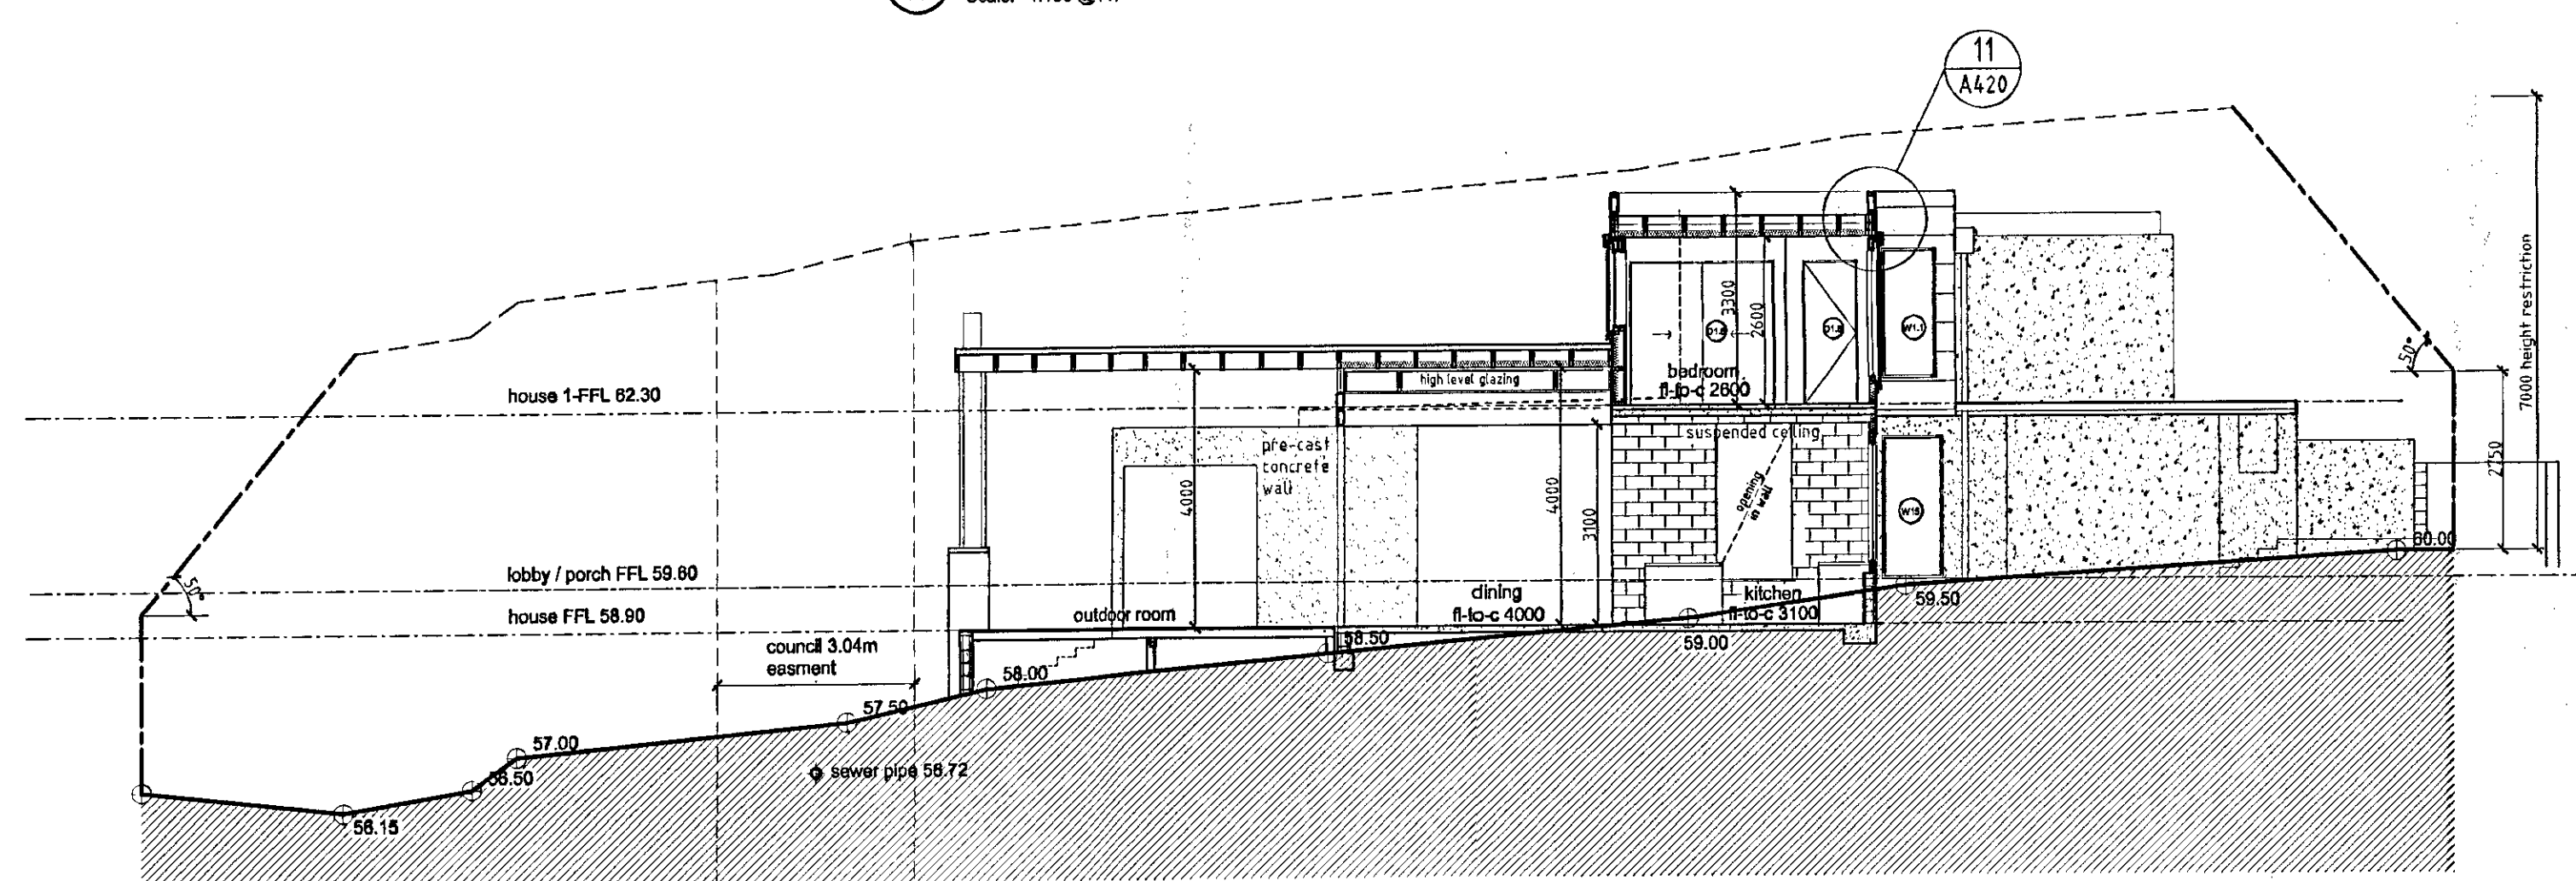 11
A420
7000 height restriction
50°
2750
3300
2600
D1.8
W1.1
high level glazing
bedroom
fl-to-c 2600
house 1-FFL 62.30
suspended ceiling
pre-cast
concrete
wall
4000
4000
3100
opening
in wall
W15
60.00
50°
lobby / porch FFL 59.60
house FFL 58.90
outdoor room
dining
fl-to-c 4000
kitchen
fl-to-c 3100
59.50
council 3.04m
easment
58.50
59.00
58.00
57.50
57.00
56.50
sewer pipe 56.72
56.15